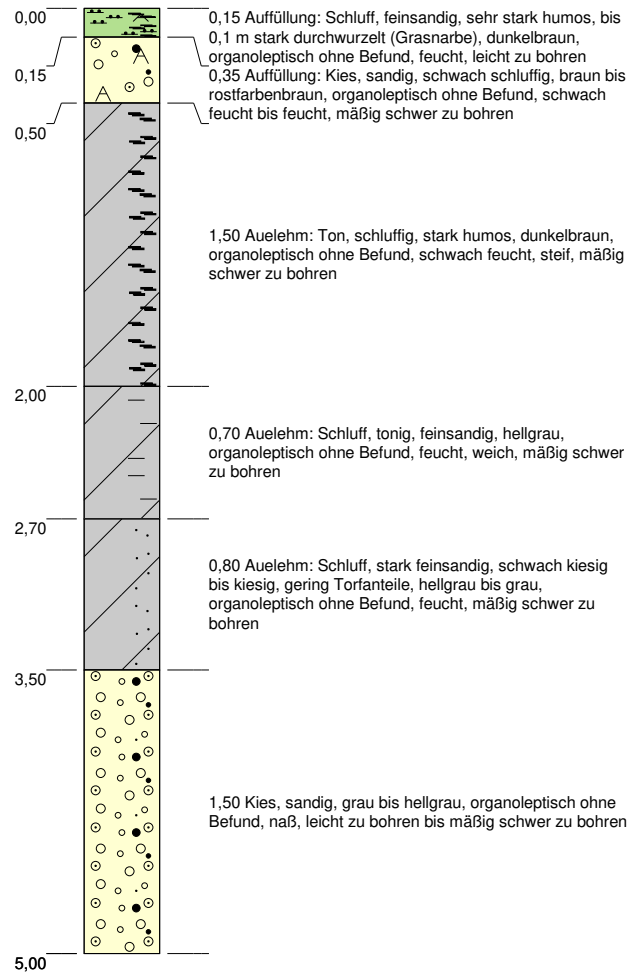 0,00
0,15 Auffüllung: Schluff, feinsandig, sehr stark humos, bis
0,1 m stark durchwurzelt (Grasnarbe), dunkelbraun,
organoleptisch ohne Befund, feucht, leicht zu bohren
0,15
0,35 Auffüllung: Kies, sandig, schwach schluffig, braun bis
rostfarbenbraun, organoleptisch ohne Befund, schwach
feucht bis feucht, mäßig schwer zu bohren
0,50
1,50 Auelehm: Ton, schluffig, stark humos, dunkelbraun,
organoleptisch ohne Befund, schwach feucht, steif, mäßig
schwer zu bohren
2,00
0,70 Auelehm: Schluff, tonig, feinsandig, hellgrau,
organoleptisch ohne Befund, feucht, weich, mäßig schwer
zu bohren
2,70
0,80 Auelehm: Schluff, stark feinsandig, schwach kiesig
bis kiesig, gering Torfanteile, hellgrau bis grau,
organoleptisch ohne Befund, feucht, mäßig schwer zu
bohren
3,50
1,50 Kies, sandig, grau bis hellgrau, organoleptisch ohne
Befund, naß, leicht zu bohren bis mäßig schwer zu bohren
5,00